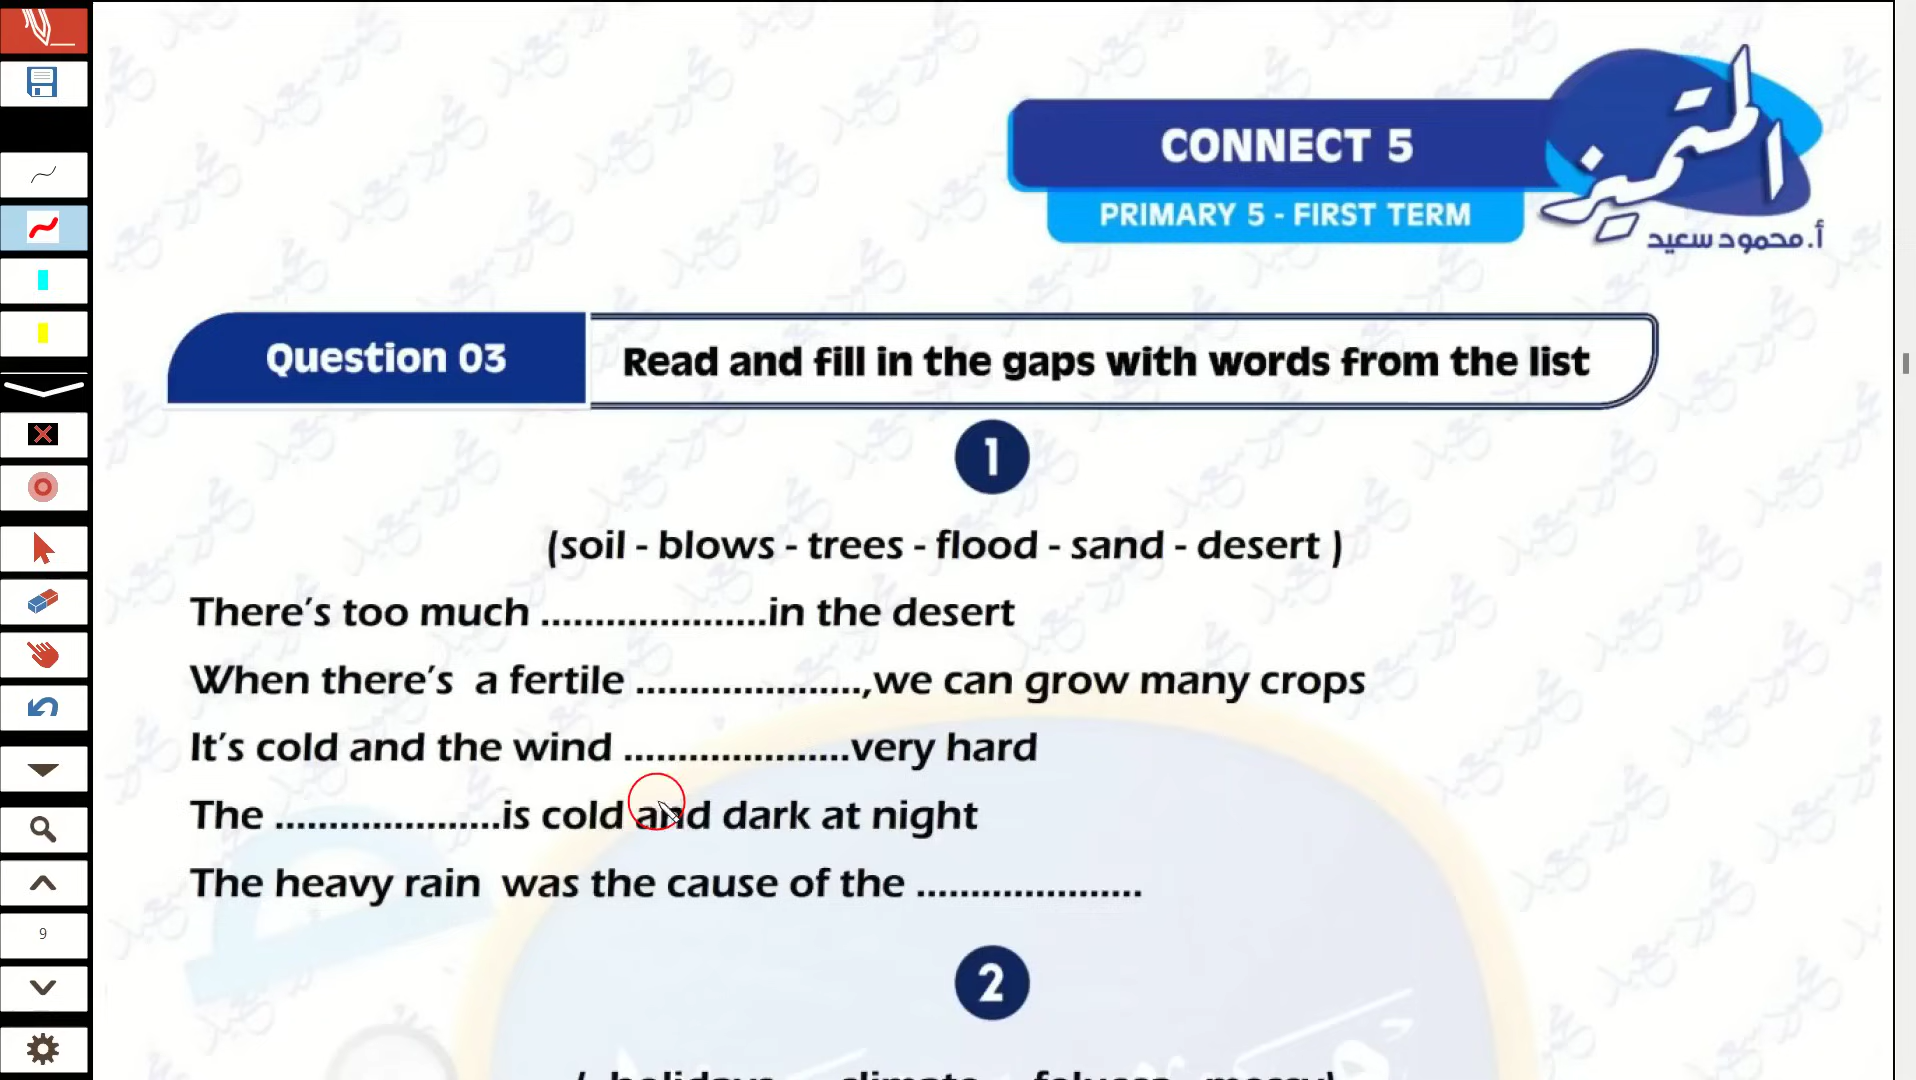 CONNECT 5
المتميز
PRIMARY 5 - FIRST TERM
أ. محمود سعيد
Question 03
Read and fill in the gaps with words from the list
1
(soil - blows - trees - flood - sand - desert )
There's too much .....................in the desert
When there's a fertile .....................,we can grow many crops
It's cold and the wind .....................very hard
The .....................is cold and dark at night
The heavy rain was the cause of the .....................
9
2